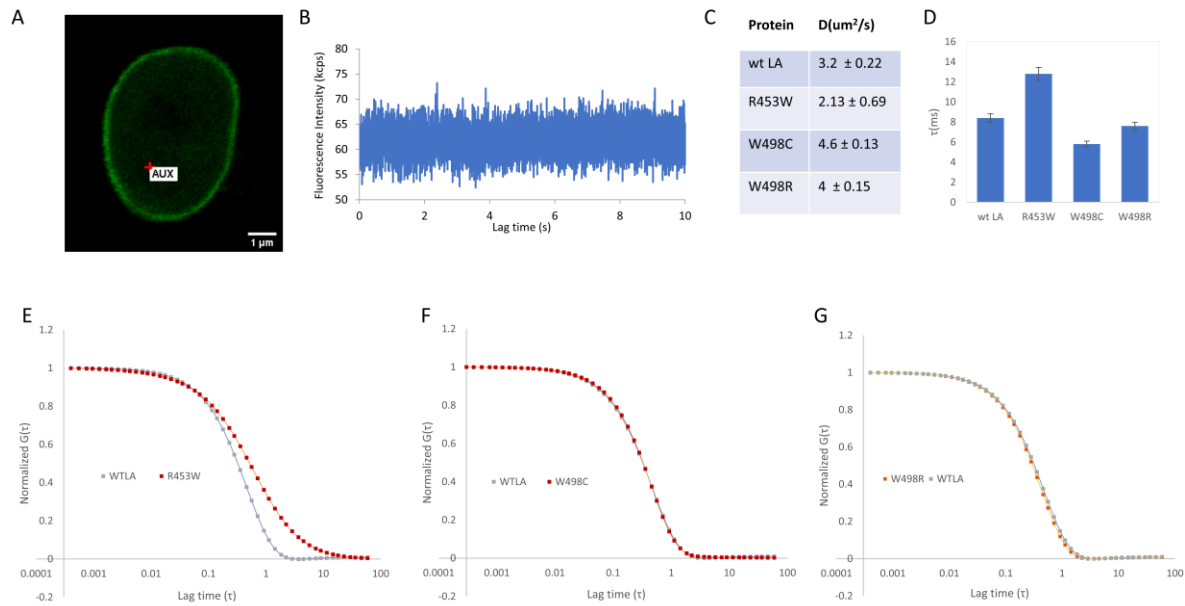 A
AUX
1 µm
B
Fluorescence Intensity (kcps)
80
75
70
65
60
55
50
0 2 4 6 8 10
Lag time (s)
C
Protein D(um²/s)
wt LA 3.2 ± 0.22
R453W 2.13 ± 0.69
W498C 4.6 ± 0.13
W498R 4 ± 0.15
D
τ(ms)
16
14
12
10
8
6
4
2
0
wt LA R453W W498C W498R
E
Normalized G(τ)
1.2
1
0.8
0.6
0.4
0.2
0
-0.2
WTLA R453W
0.0001 0.001 0.01 0.1 1 10 100
Lag time (τ)
F
Normalized G(τ)
1.2
1
0.8
0.6
0.4
0.2
0
-0.2
WTLA W498C
0.0001 0.001 0.01 0.1 1 10 100
Lag time (τ)
G
Normalized G(τ)
1.2
1
0.8
0.6
0.4
0.2
0
-0.2
W498R WTLA
0.0001 0.001 0.01 0.1 1 10 100
Lag time (τ)